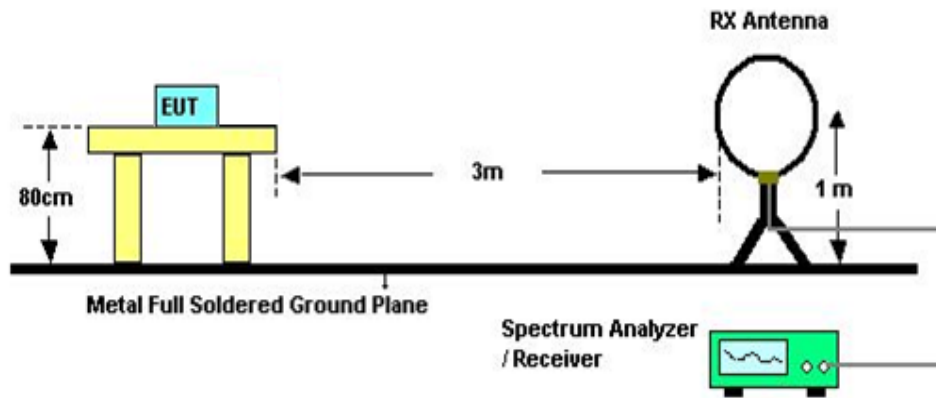 RX Antenna
EUT
80cm
3m
1 m
Metal Full Soldered Ground Plane
Spectrum Analyzer
/ Receiver